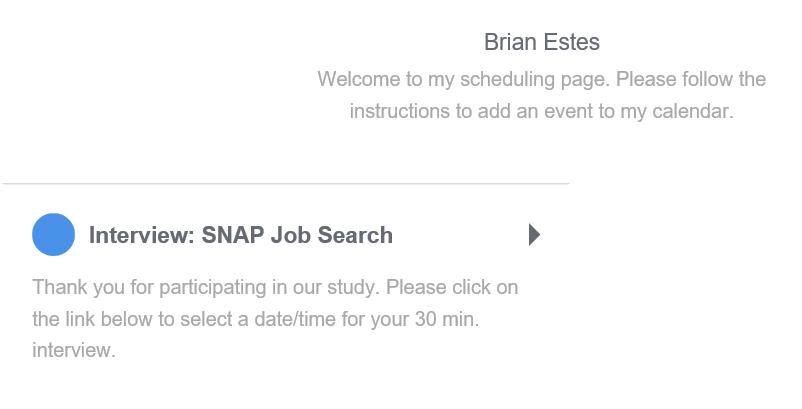 Brian Estes
Welcome to my scheduling page. Please follow the
instructions to add an event to my calendar.
Interview: SNAP Job Search
Thank you for participating in our study. Please click on
the link below to select a date/time for your 30 min.
interview.